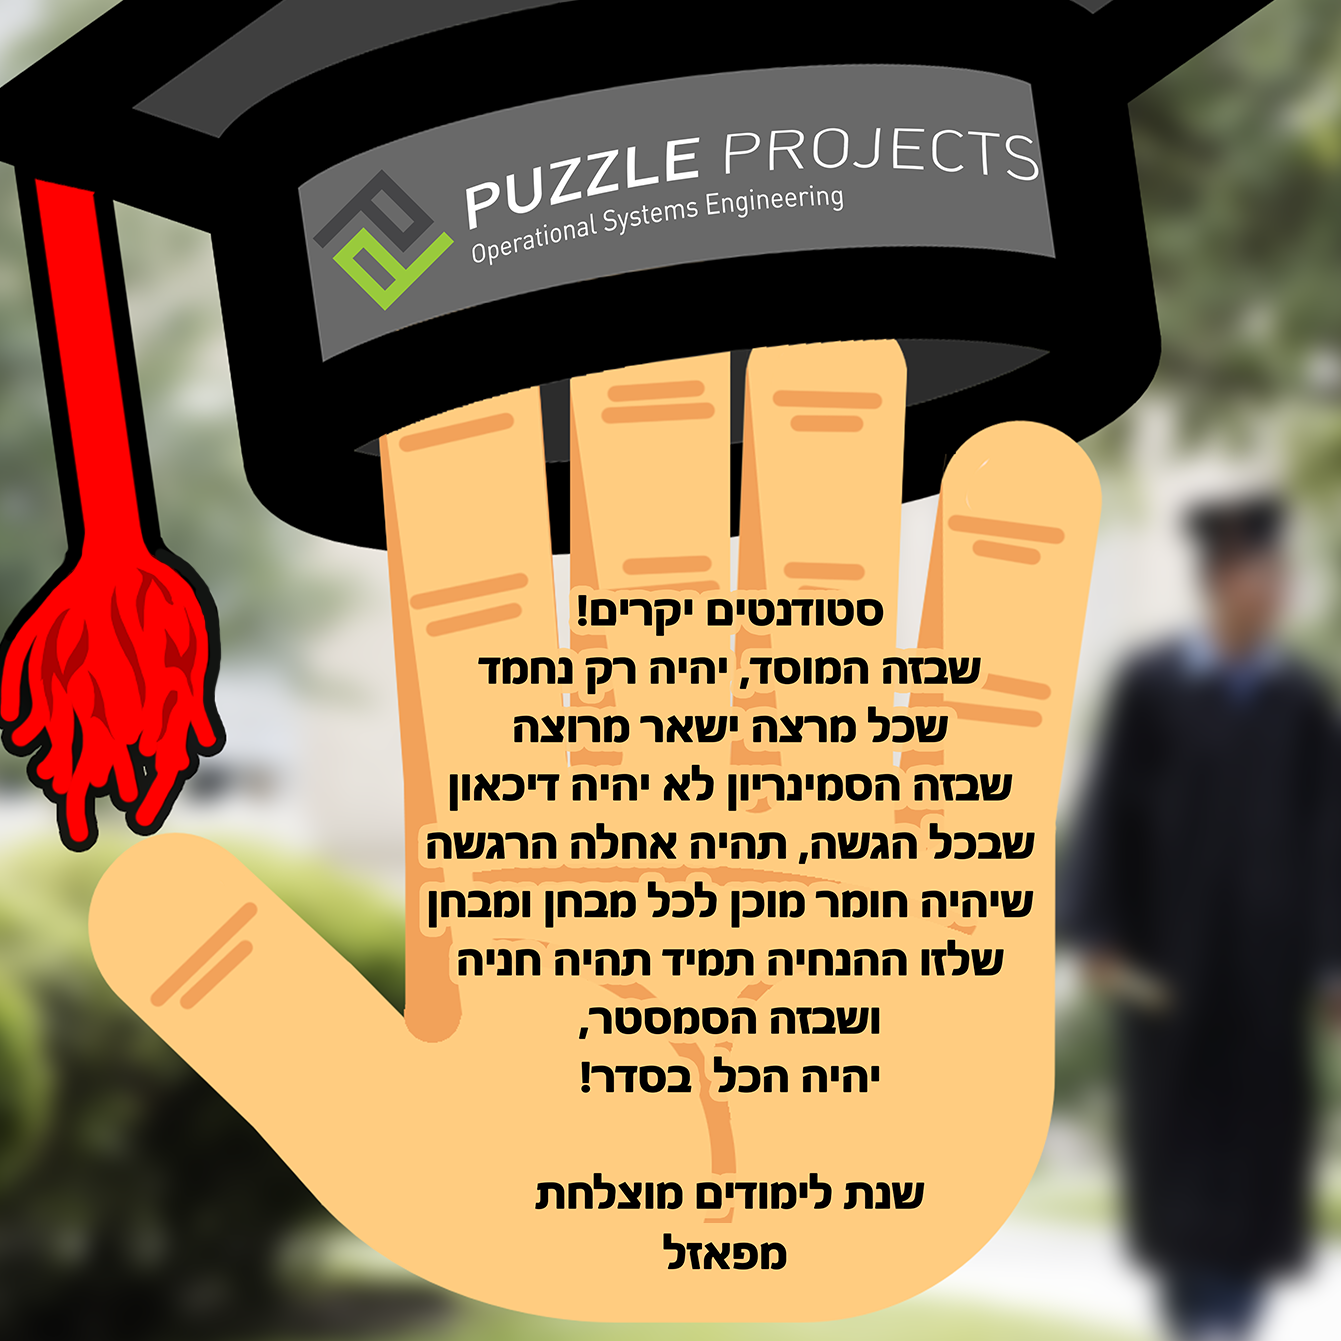 PUZZLE PROJECTS
Operational Systems Engineering
סטודנטים יקרים!
שבזה המוסד, יהיה רק נחמד
שכל מרצה ישאר מרוצה
שבזה הסמינריון לא יהיה דיכאון
שבכל הגשה, תהיה אחלה הרגשה
שיהיה חומר מוכן לכל מבחן ומבחן
שלזו ההנחיה תמיד תהיה חניה
ושבזה הסמסטר,
יהיה הכל בסדר!
שנת לימודים מוצלחת
מפאזל